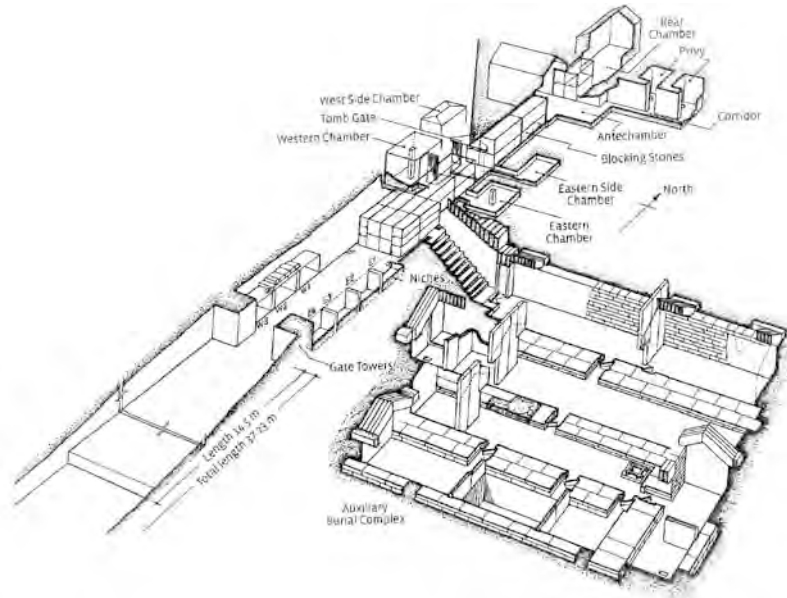 Rear
Chamber
Privy
West Side Chamber
Tomb Gate
Western Chamber
Corridor
Antechamber
Blocking Stones
Eastern Side
Chamber
North
Eastern
Chamber
Niches
Gate Towers
Length 34.5 m
Total length 37.23 m
Auxiliary
Burial Complex